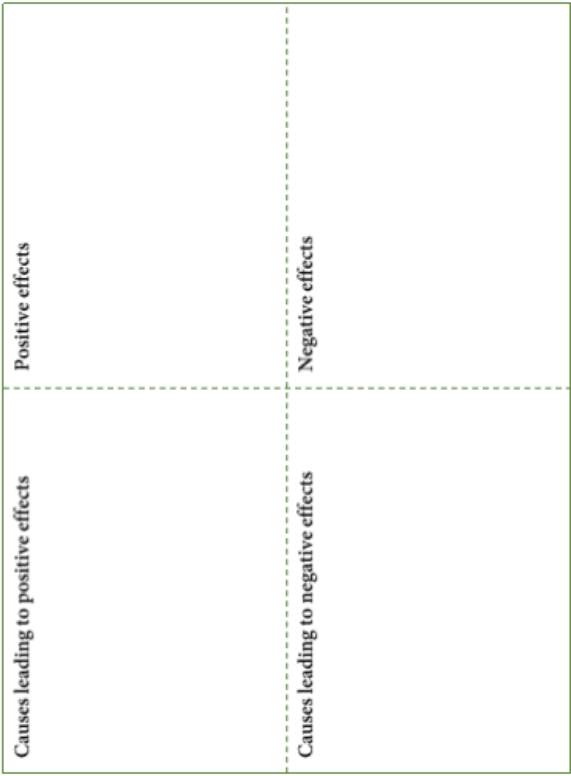 Causes leading to positive effects
Positive effects
Causes leading to negative effects
Negative effects